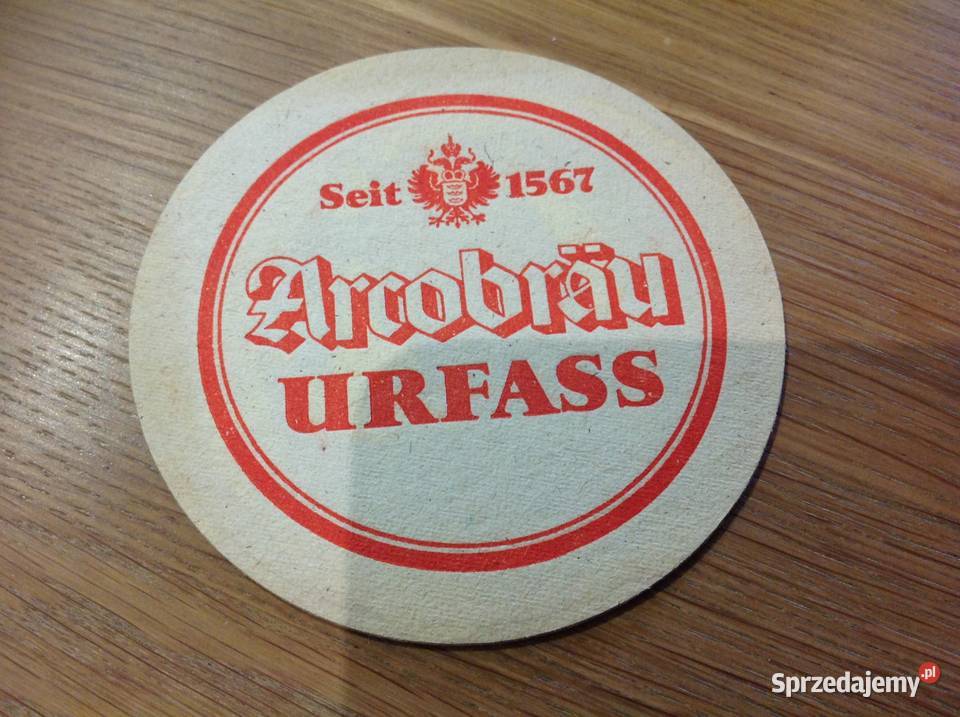 Seit 1567
Arcobräu
URFASS
Sprzedajemy.pl